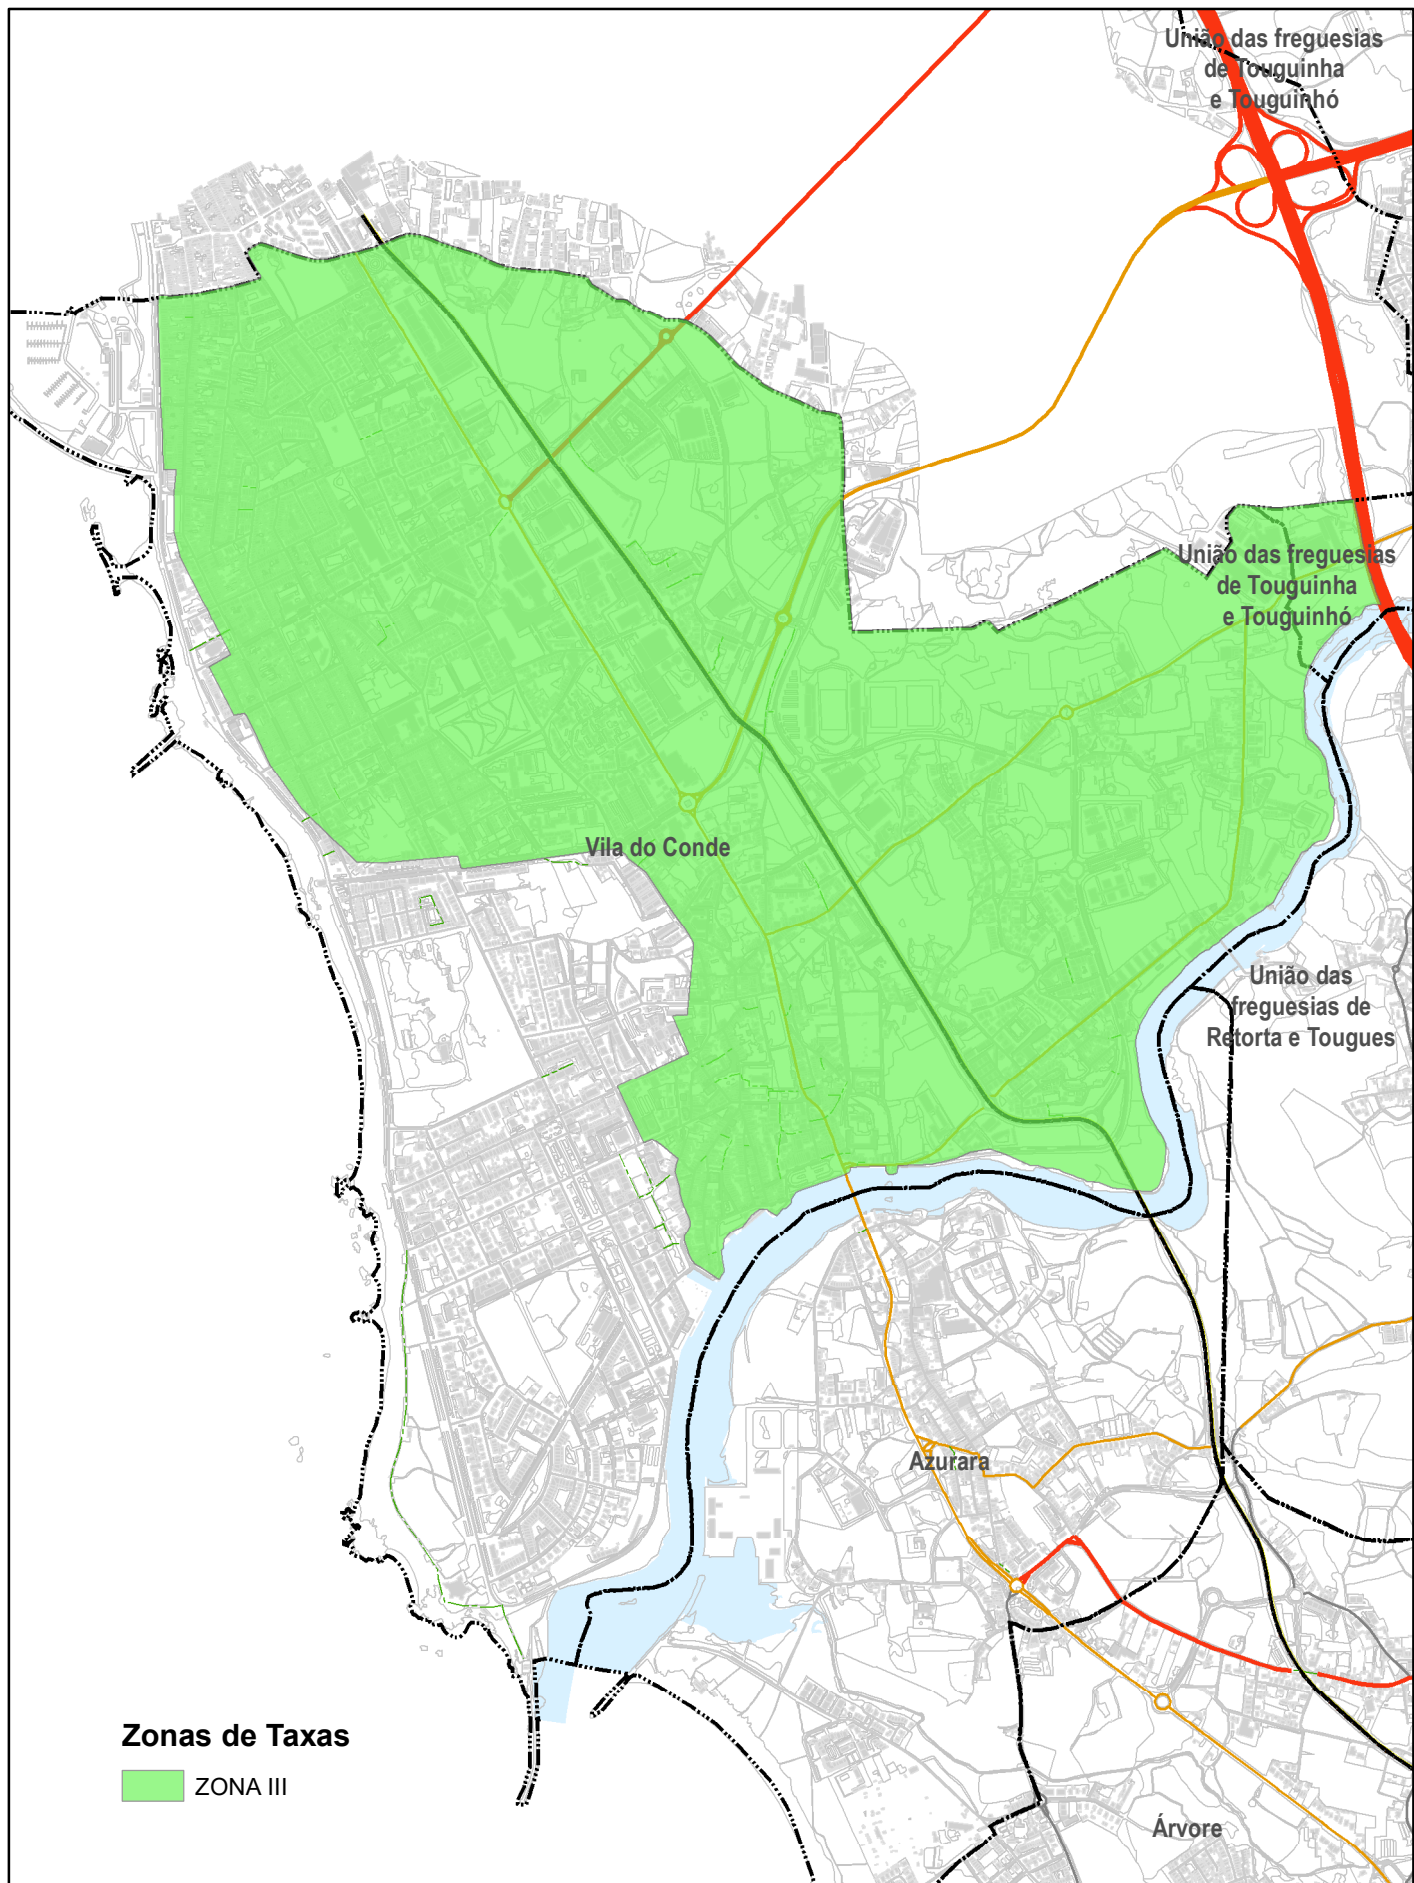 União das freguesias
de Touguinha
e Touguinhó
União das freguesias
de Touguinha
e Touguinhó
Vila do Conde
União das
freguesias de
Retorta e Tougues
Azurara
Árvore
Zonas de Taxas
ZONA III